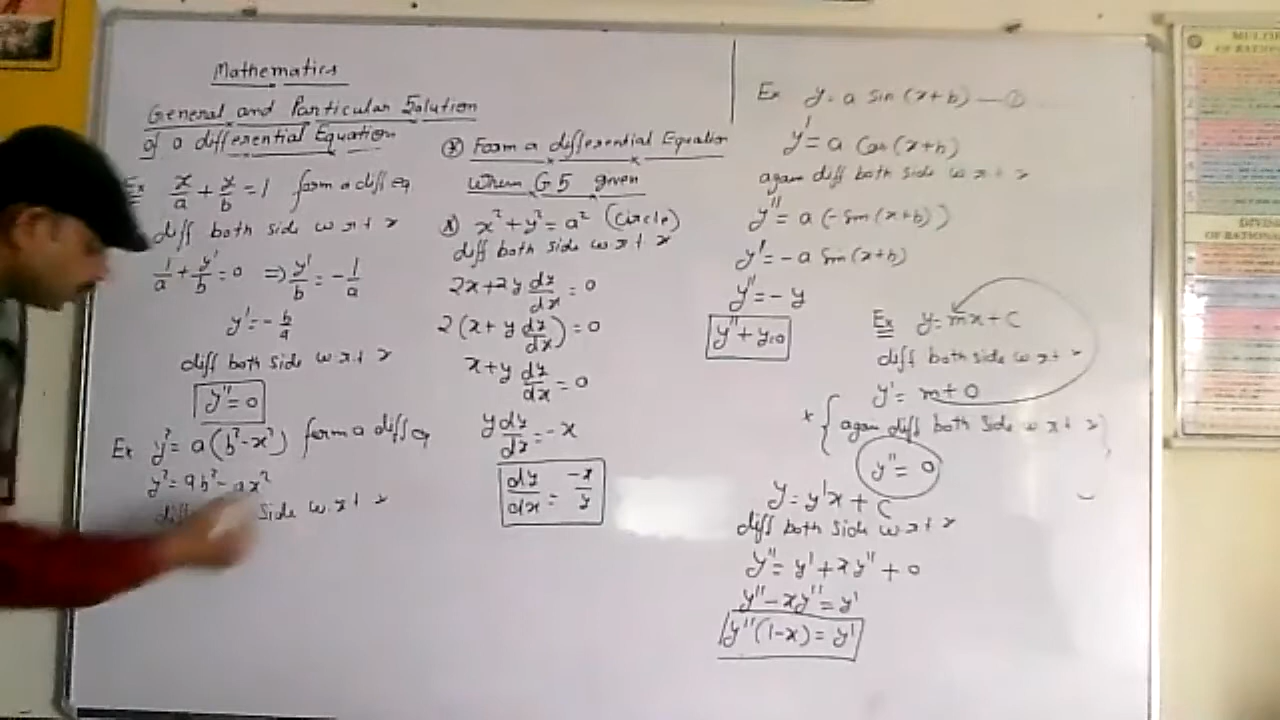 Mathematics
General and Particular Solution
of a differential Equation
Ex x/a + y/b = 1 form a diff eq
diff both side w r t x
1/a + y'/b = 0 ⇒ y'/b = -1/a
y' = -b/a
diff both side w r t x
y'' = 0
Ex y² = a(b²-x²) form a diff eq
y² = ab² - ax²
diff side w r t x
Form a differential Equation
When G.S given
x² + y² = a² (circle)
diff both side w r t x
2x + 2y dy/dx = 0
2(x + y dy/dx) = 0
x + y dy/dx = 0
y dy/dx = -x
dy/dx = -x/y
Ex y = a sin(x+b) — ①
y' = a Cos(x+b)
again diff both side w r t x
y'' = a(-sin(x+b))
y' = -a sin(x+b)
y'' = -y
y'' + y=0
Ex y = mx + C
diff both side w r t x
y' = m + 0
again diff both side w r t x
y'' = 0
y = y'x + C
diff both side w r t x
y'' = y' + xy'' + 0
y'' - xy'' = y'
y''(1-x) = y'